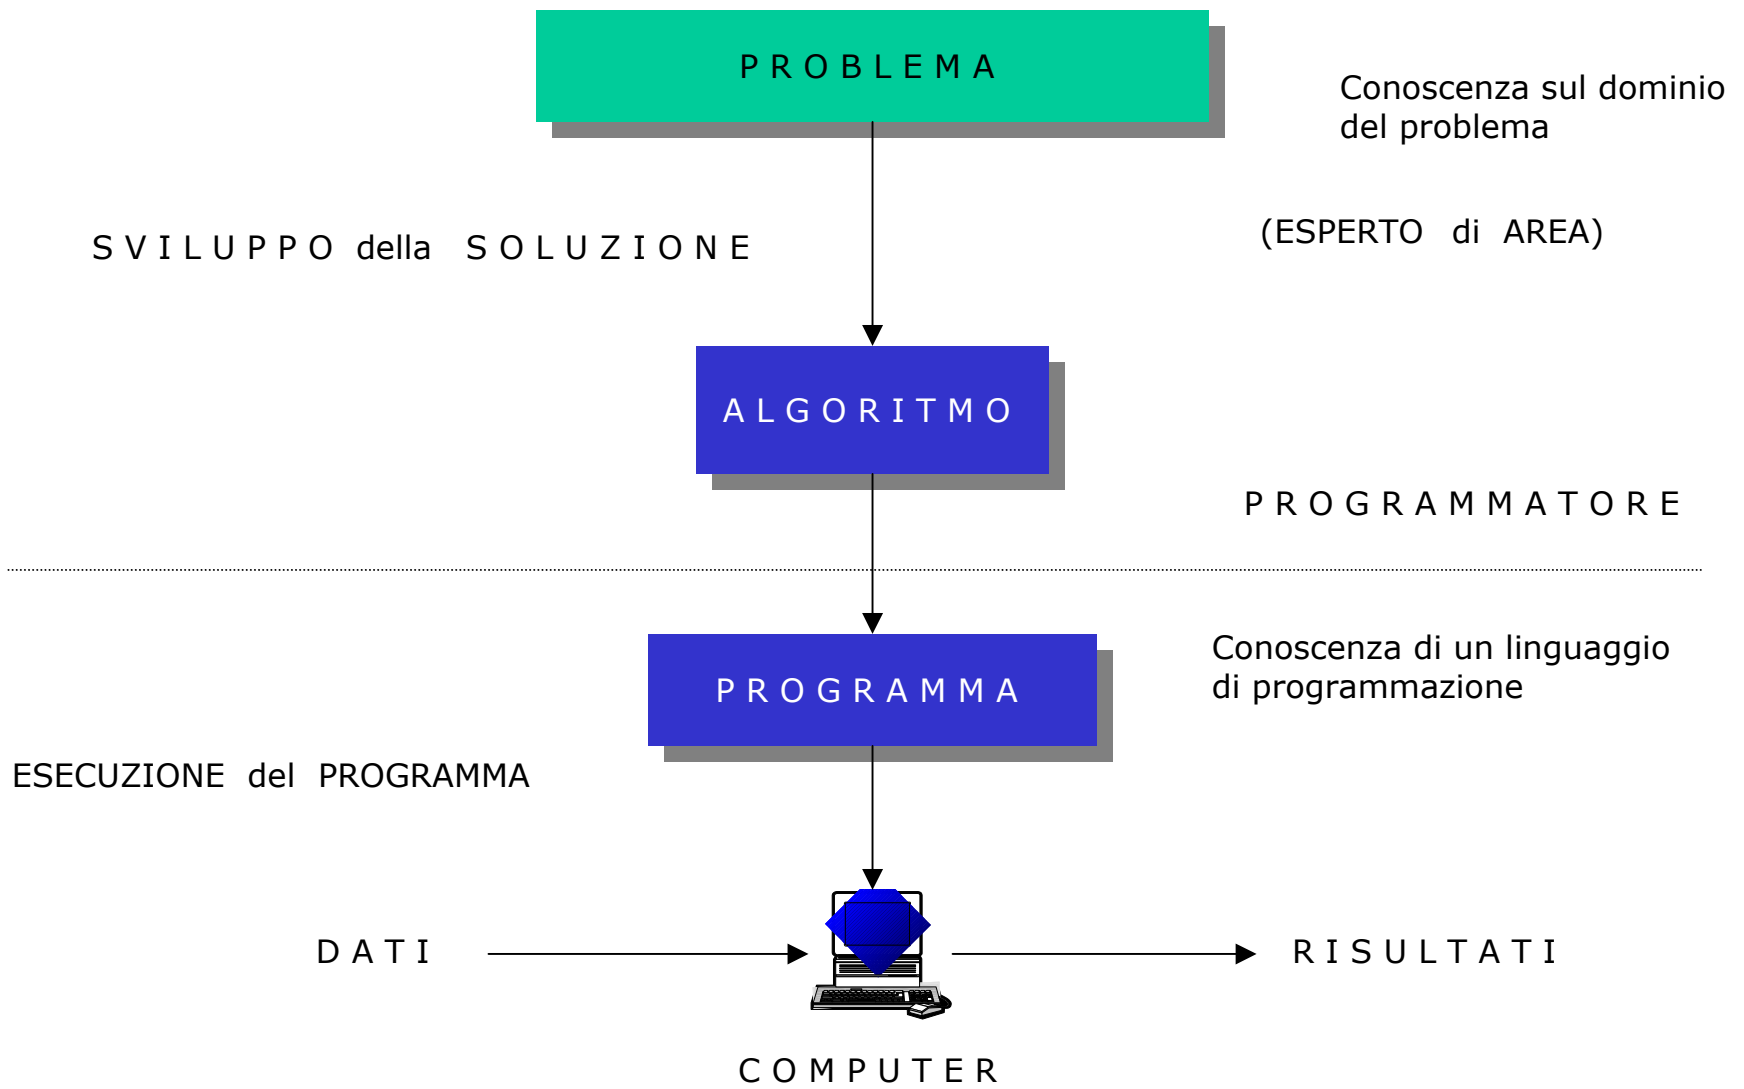 P R O B L E M A
Conoscenza sul dominio
del problema
(ESPERTO di AREA)
S V I L U P P O della S O L U Z I O N E
A L G O R I T M O
P R O G R A M M A T O R E
Conoscenza di un linguaggio
di programmazione
P R O G R A M M A
ESECUZIONE del PROGRAMMA
D A T I
R I S U L T A T I
C O M P U T E R